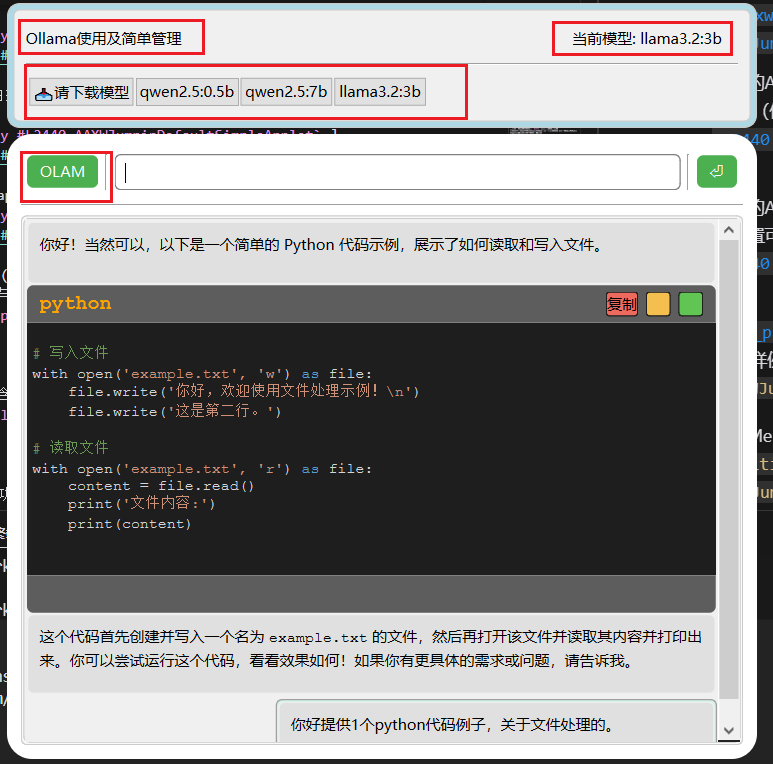 Ollama使用及简单管理
当前模型: llama3.2:3b
请下载模型 qwen2.5:0.5b qwen2.5:7b llama3.2:3b
OLAM
你好！当然可以，以下是一个简单的 Python 代码示例，展示了如何读取和写入文件。
python
复制
# 写入文件
with open('example.txt', 'w') as file:
    file.write('你好，欢迎使用文件处理示例！\n')
    file.write('这是第二行。')
# 读取文件
with open('example.txt', 'r') as file:
    content = file.read()
    print('文件内容:')
    print(content)
这个代码首先创建并写入一个名为 example.txt 的文件，然后再打开该文件并读取其内容并打印出
来。你可以尝试运行这个代码，看看效果如何！如果你有更具体的需求或问题，请告诉我。
你好提供1个python代码例子，关于文件处理的。